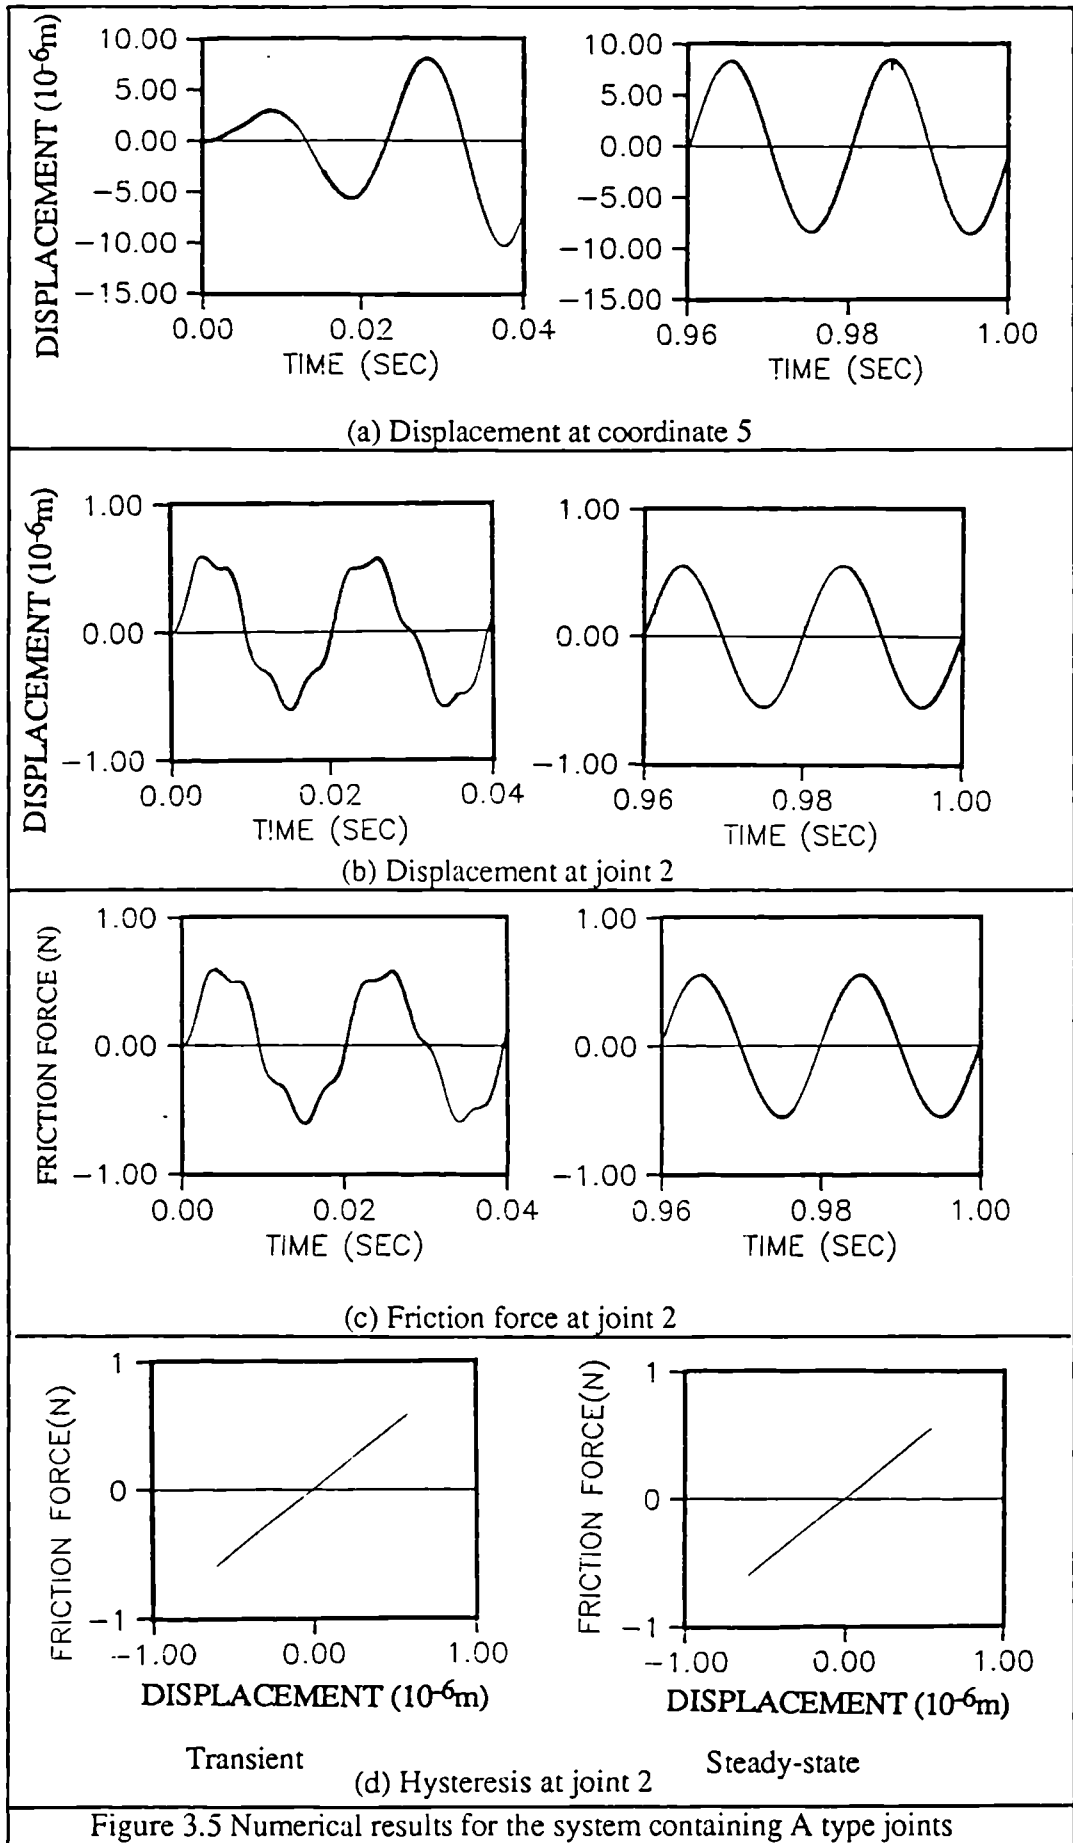 DISPLACEMENT (10-6m)
10.00
5.00
0.00
−5.00
−10.00
−15.00
0.00 0.02 0.04
TIME (SEC)
10.00
5.00
0.00
−5.00
−10.00
−15.00
0.96 0.98 1.00
TIME (SEC)
(a) Displacement at coordinate 5
DISPLACEMENT (10-6m)
1.00
0.00
−1.00
0.00 0.02 0.04
TIME (SEC)
1.00
0.00
−1.00
0.96 0.98 1.00
TIME (SEC)
(b) Displacement at joint 2
FRICTION FORCE (N)
1.00
0.00
−1.00
0.00 0.02 0.04
TIME (SEC)
1.00
0.00
−1.00
0.96 0.98 1.00
TIME (SEC)
(c) Friction force at joint 2
FRICTION FORCE(N)
1
0
−1
−1.00 0.00 1.00
DISPLACEMENT (10-6m)
Transient
FRICTION FORCE(N)
1
0
−1
−1.00 0.00 1.00
DISPLACEMENT (10-6m)
Steady-state
(d) Hysteresis at joint 2
Figure 3.5 Numerical results for the system containing A type joints